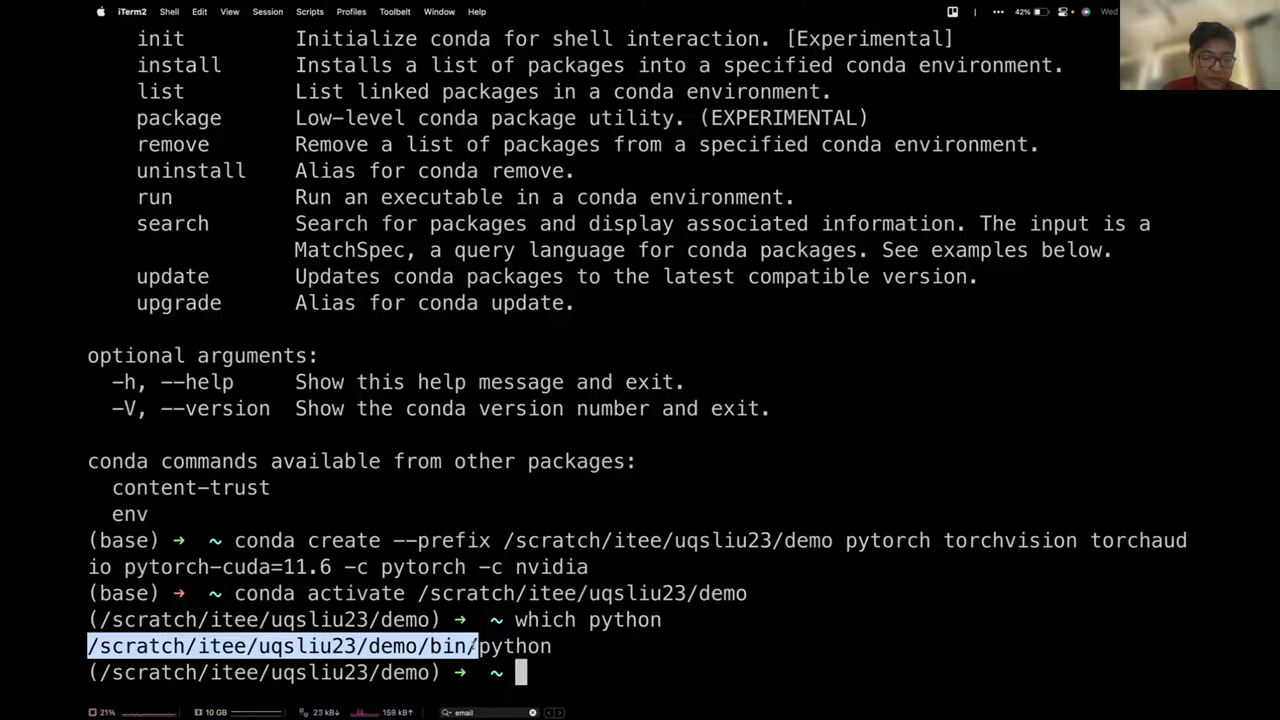 iTerm2 Shell Edit View Session Scripts Profiles Toolbelt Window Help 42% Wed
init Initialize conda for shell interaction. [Experimental]
install Installs a list of packages into a specified conda environment.
list List linked packages in a conda environment.
package Low-level conda package utility. (EXPERIMENTAL)
remove Remove a list of packages from a specified conda environment.
uninstall Alias for conda remove.
run Run an executable in a conda environment.
search Search for packages and display associated information. The input is a
MatchSpec, a query language for conda packages. See examples below.
update Updates conda packages to the latest compatible version.
upgrade Alias for conda update.
optional arguments:
-h, --help Show this help message and exit.
-V, --version Show the conda version number and exit.
conda commands available from other packages:
content-trust
env
(base) ➜ ~ conda create --prefix /scratch/itee/uqsliu23/demo pytorch torchvision torchaud
io pytorch-cuda=11.6 -c pytorch -c nvidia
(base) ➜ ~ conda activate /scratch/itee/uqsliu23/demo
(/scratch/itee/uqsliu23/demo) ➜ ~ which python
/scratch/itee/uqsliu23/demo/bin/python
(/scratch/itee/uqsliu23/demo) ➜ ~
21% 10 GB 23 kB↓ 159 kB↑ email